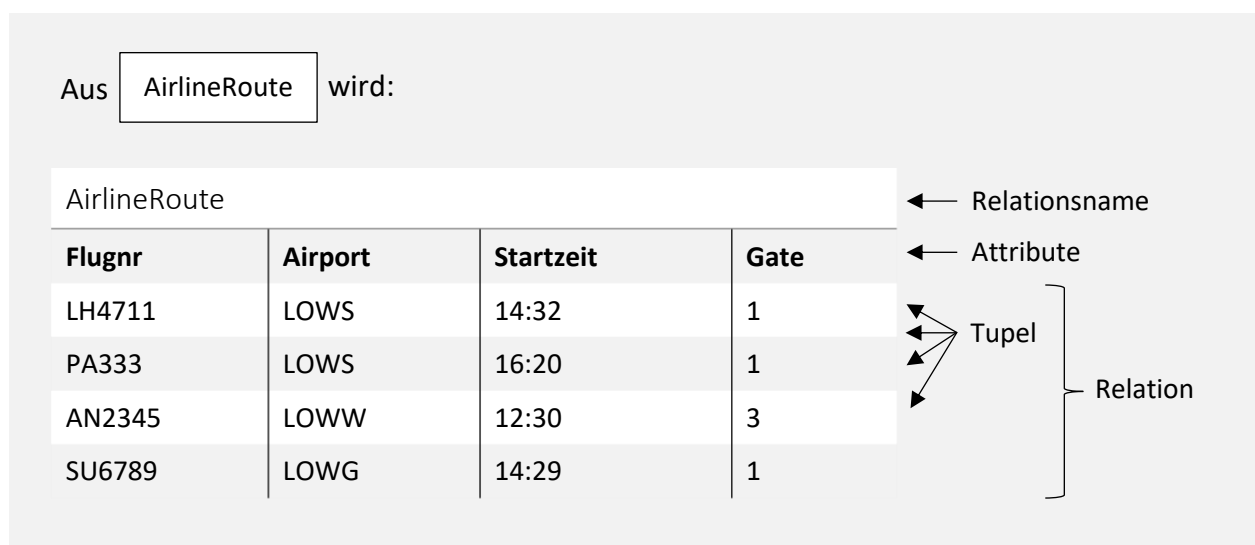 Aus AirlineRoute wird:
AirlineRoute
Relationsname
Flugnr Airport Startzeit Gate
Attribute
LH4711 LOWS 14:32 1
Tupel
PA333 LOWS 16:20 1
Relation
AN2345 LOWW 12:30 3
SU6789 LOWG 14:29 1